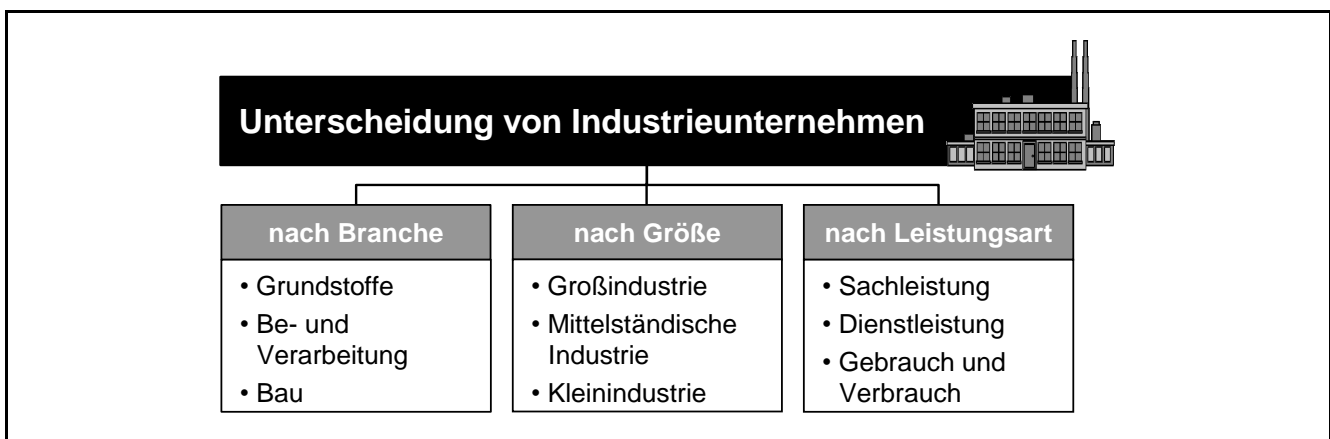 Unterscheidung von Industrieunternehmen
nach Branche
• Grundstoffe
• Be- und
Verarbeitung
• Bau
nach Größe
• Großindustrie
• Mittelständische
Industrie
• Kleinindustrie
nach Leistungsart
• Sachleistung
• Dienstleistung
• Gebrauch und
Verbrauch